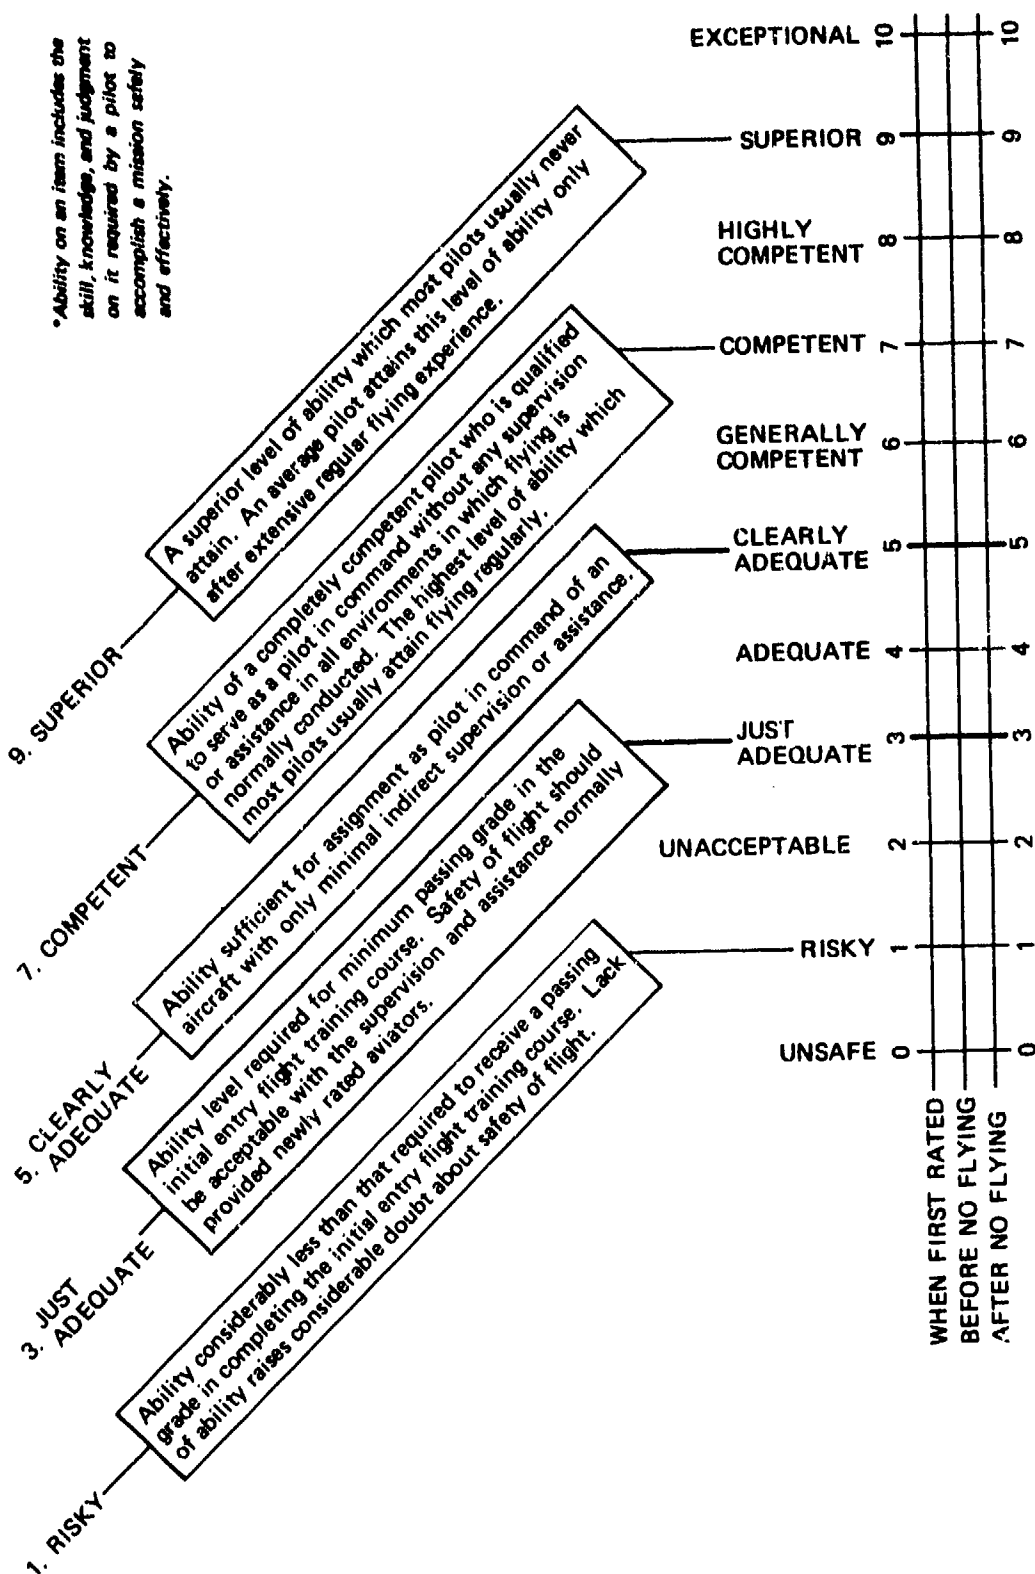 *Ability on an item includes the
skill, knowledge, and judgment
on it required by a pilot to
accomplish a mission safely
and effectively.
9. SUPERIOR
A superior level of ability which most pilots usually never
attain. An average pilot attains this level of ability only
after extensive regular flying experience.
7. COMPETENT
Ability of a completely competent pilot who is qualified
to serve as a pilot in command without any supervision
or assistance in all environments in which flying is
normally conducted. The highest level of ability which
most pilots usually attain flying regularly.
5. CLEARLY
ADEQUATE
Ability sufficient for assignment as pilot in command of an
aircraft with only minimal indirect supervision or assistance.
3. JUST
ADEQUATE
Ability level required for minimum passing grade in the
initial entry flight training course. Safety of flight should
be acceptable with the supervision and assistance normally
provided newly rated aviators.
1. RISKY
Ability considerably less than that required to receive a passing
grade in completing the initial entry flight training course. Lack
of ability raises considerable doubt about safety of flight.
EXCEPTIONAL 10 10
SUPERIOR 9 9
HIGHLY
COMPETENT 8 8
COMPETENT 7 7
GENERALLY
COMPETENT 6 6
CLEARLY
ADEQUATE 5 5
ADEQUATE 4 4
JUST
ADEQUATE 3 3
UNACCEPTABLE 2 2
RISKY 1 1
UNSAFE 0 0
WHEN FIRST RATED
BEFORE NO FLYING
AFTER NO FLYING